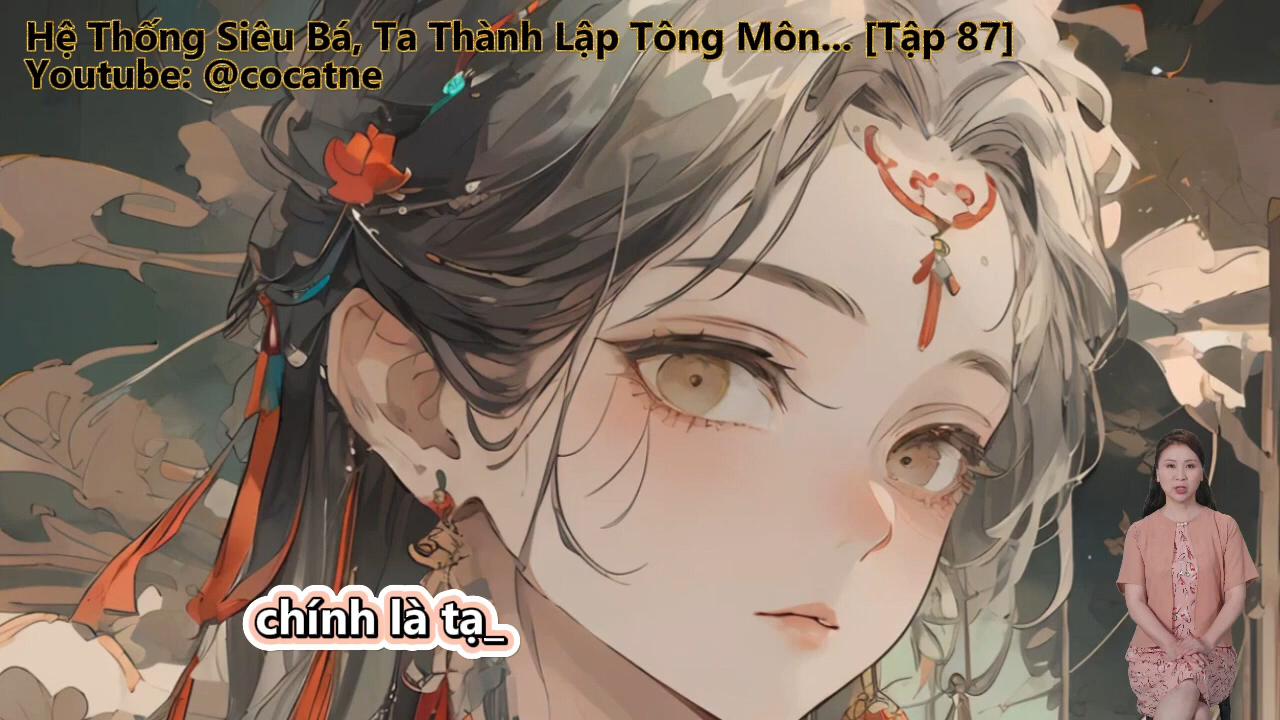 Hệ Thống Siêu Bá, Ta Thành Lập Tông Môn... [Tập 87]
Youtube: @cocatne
chính là tạ_